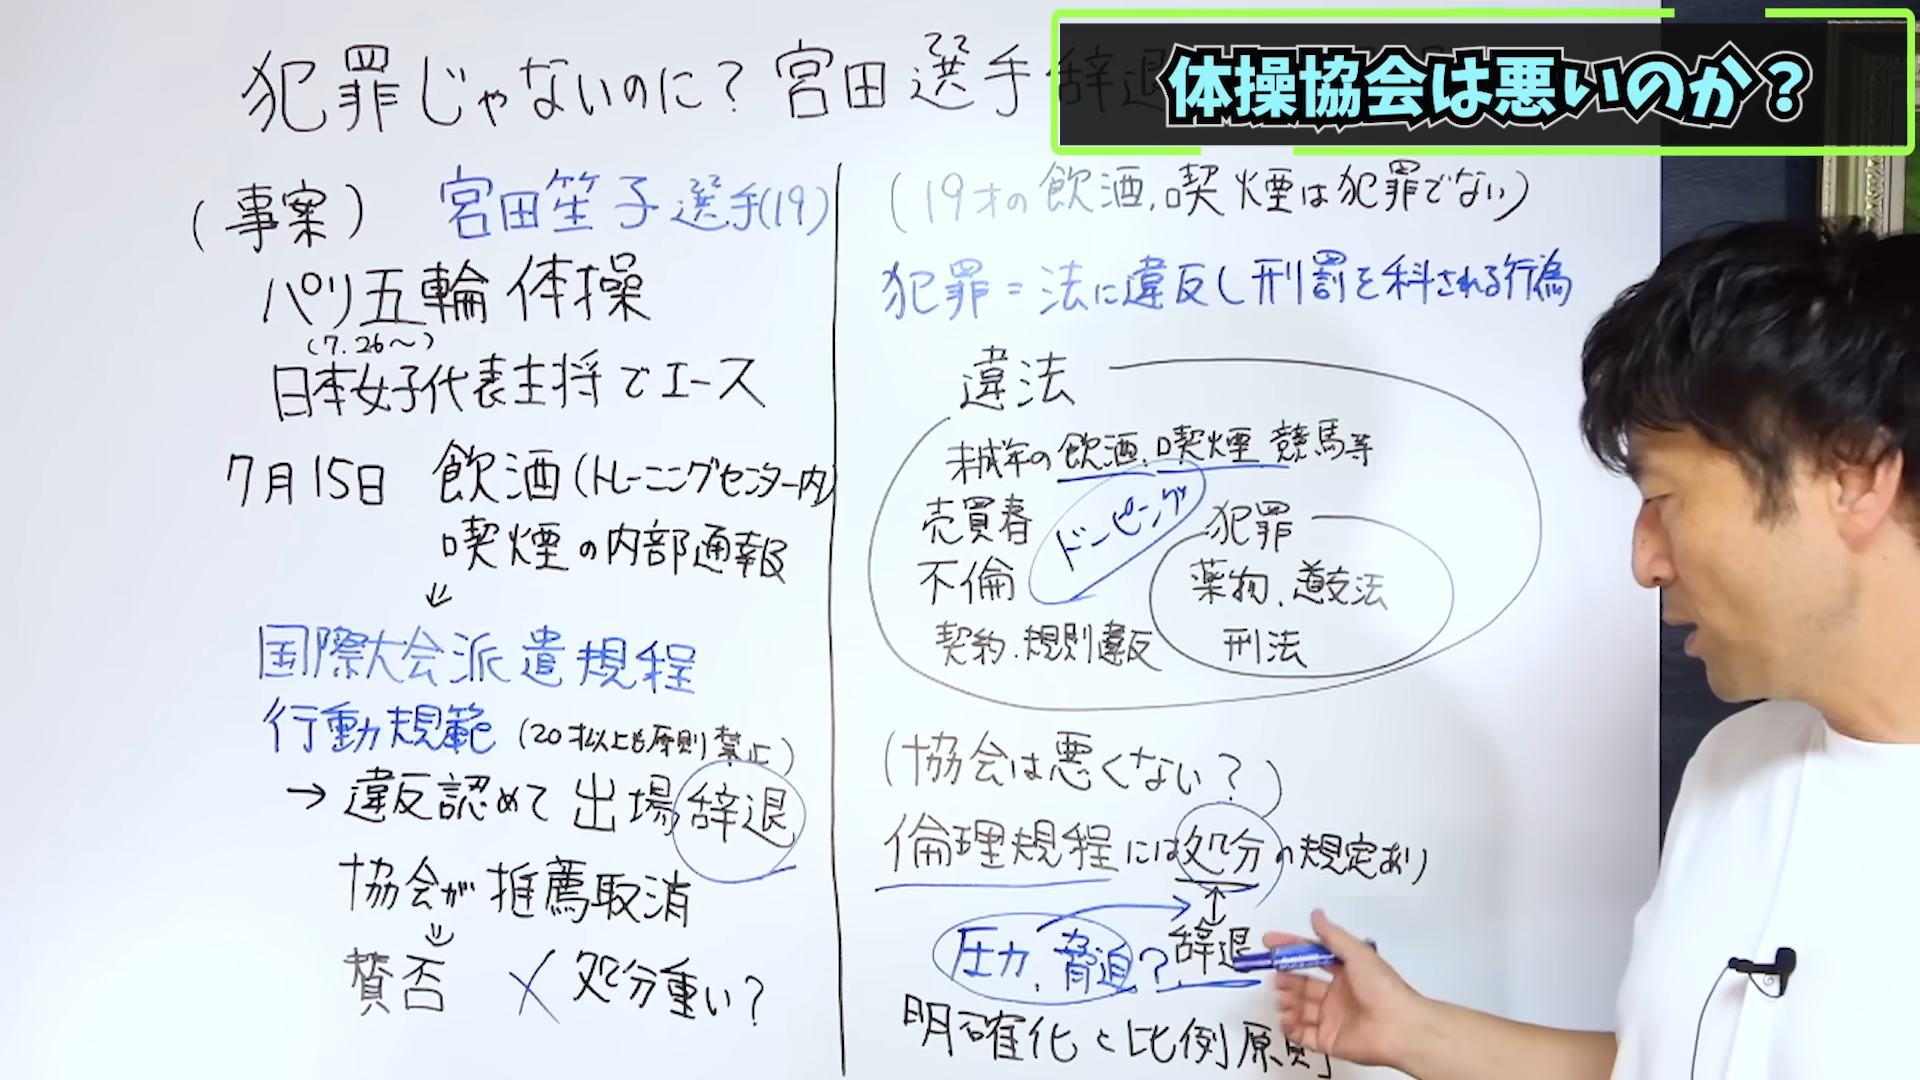 犯罪じゃないのに？宮田選手辞退
体操協会は悪いのか？
(事案) 宮田笙子選手(19)
パリ五輪 体操
(7.26〜)
日本女子代表主将でエース
7月15日 飲酒(トレーニングセンター内)
喫煙の内部通報
↓
国際大会派遣規程
行動規範 (20才以上も原則禁止)
→ 違反認めて出場辞退
協会が推薦取消
↓
賛否 × 処分重い？
(19才の飲酒、喫煙は犯罪でない)
犯罪=法に違反し刑罰を科される行為
違法
未成年の飲酒、喫煙 競馬等
売買春 ドーピング 犯罪
不倫 薬物、道交法
契約、規則違反 刑法
(協会は悪くない？)
倫理規程には処分の規定あり
↕
圧力、脅迫？辞退
明確化と比例原則